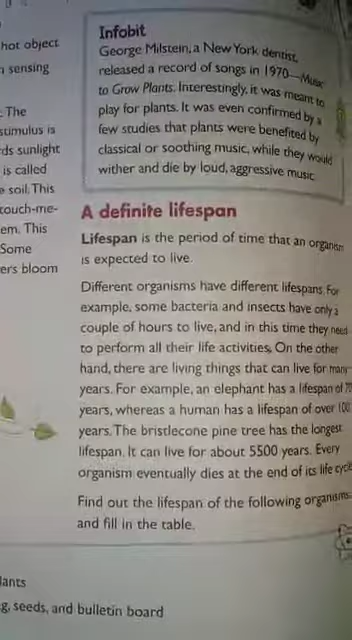 hot object
sensing
The
stimulus is
rds sunlight
is called
soil. This
touch-me-
em. This
Some
ers bloom
Infobit
George Milstein, a New York dentist,
released a record of songs in 1970—Music
to Grow Plants. Interestingly, it was meant to
play for plants. It was even confirmed by a
few studies that plants were benefited by
classical or soothing music, while they would
wither and die by loud, aggressive music.
A definite lifespan
Lifespan is the period of time that an organism
is expected to live.
Different organisms have different lifespans. For
example, some bacteria and insects have only a
couple of hours to live, and in this time they need
to perform all their life activities. On the other
hand, there are living things that can live for many
years. For example, an elephant has a lifespan of 70
years, whereas a human has a lifespan of over 100
years. The bristlecone pine tree has the longest
lifespan. It can live for about 5500 years. Every
organism eventually dies at the end of its life cycle
Find out the lifespan of the following organisms
and fill in the table.
lants
g, seeds, and bulletin board